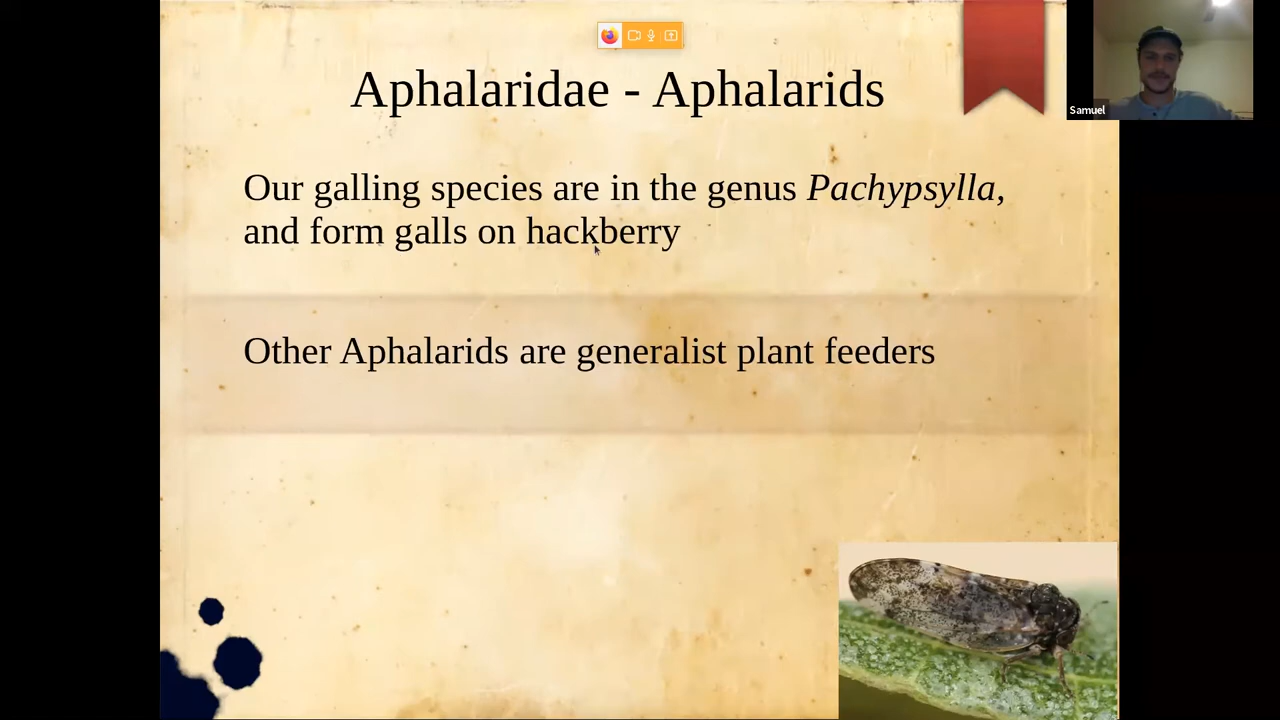 Aphalaridae - Aphalarids
Samuel
Our galling species are in the genus Pachypsylla,
and form galls on hackberry
Other Aphalarids are generalist plant feeders